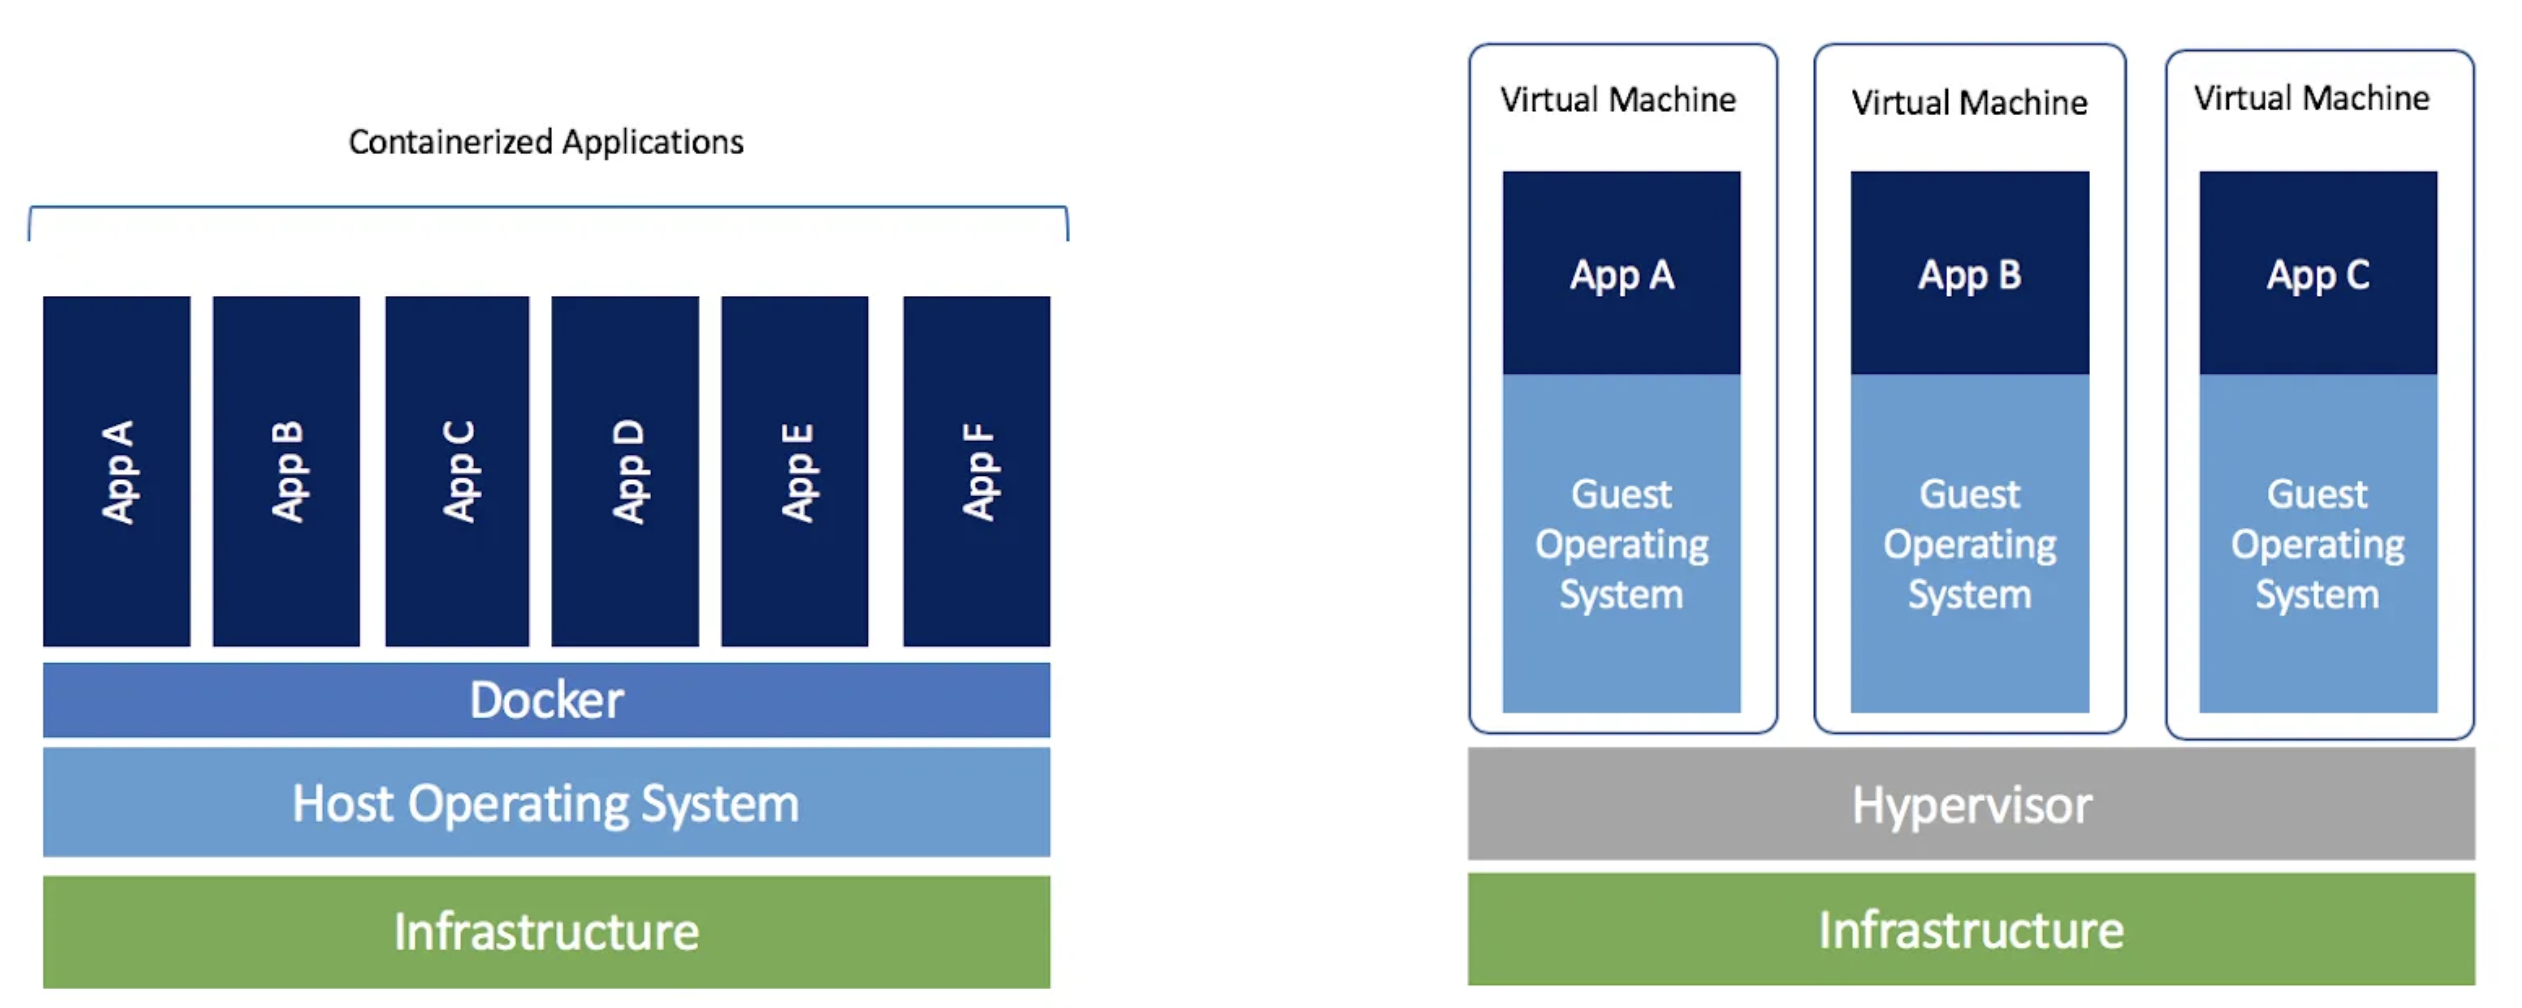 Containerized Applications
App A
App B
App C
App D
App E
App F
Docker
Host Operating System
Infrastructure
Virtual Machine
App A
Guest
Operating
System
Virtual Machine
App B
Guest
Operating
System
Virtual Machine
App C
Guest
Operating
System
Hypervisor
Infrastructure